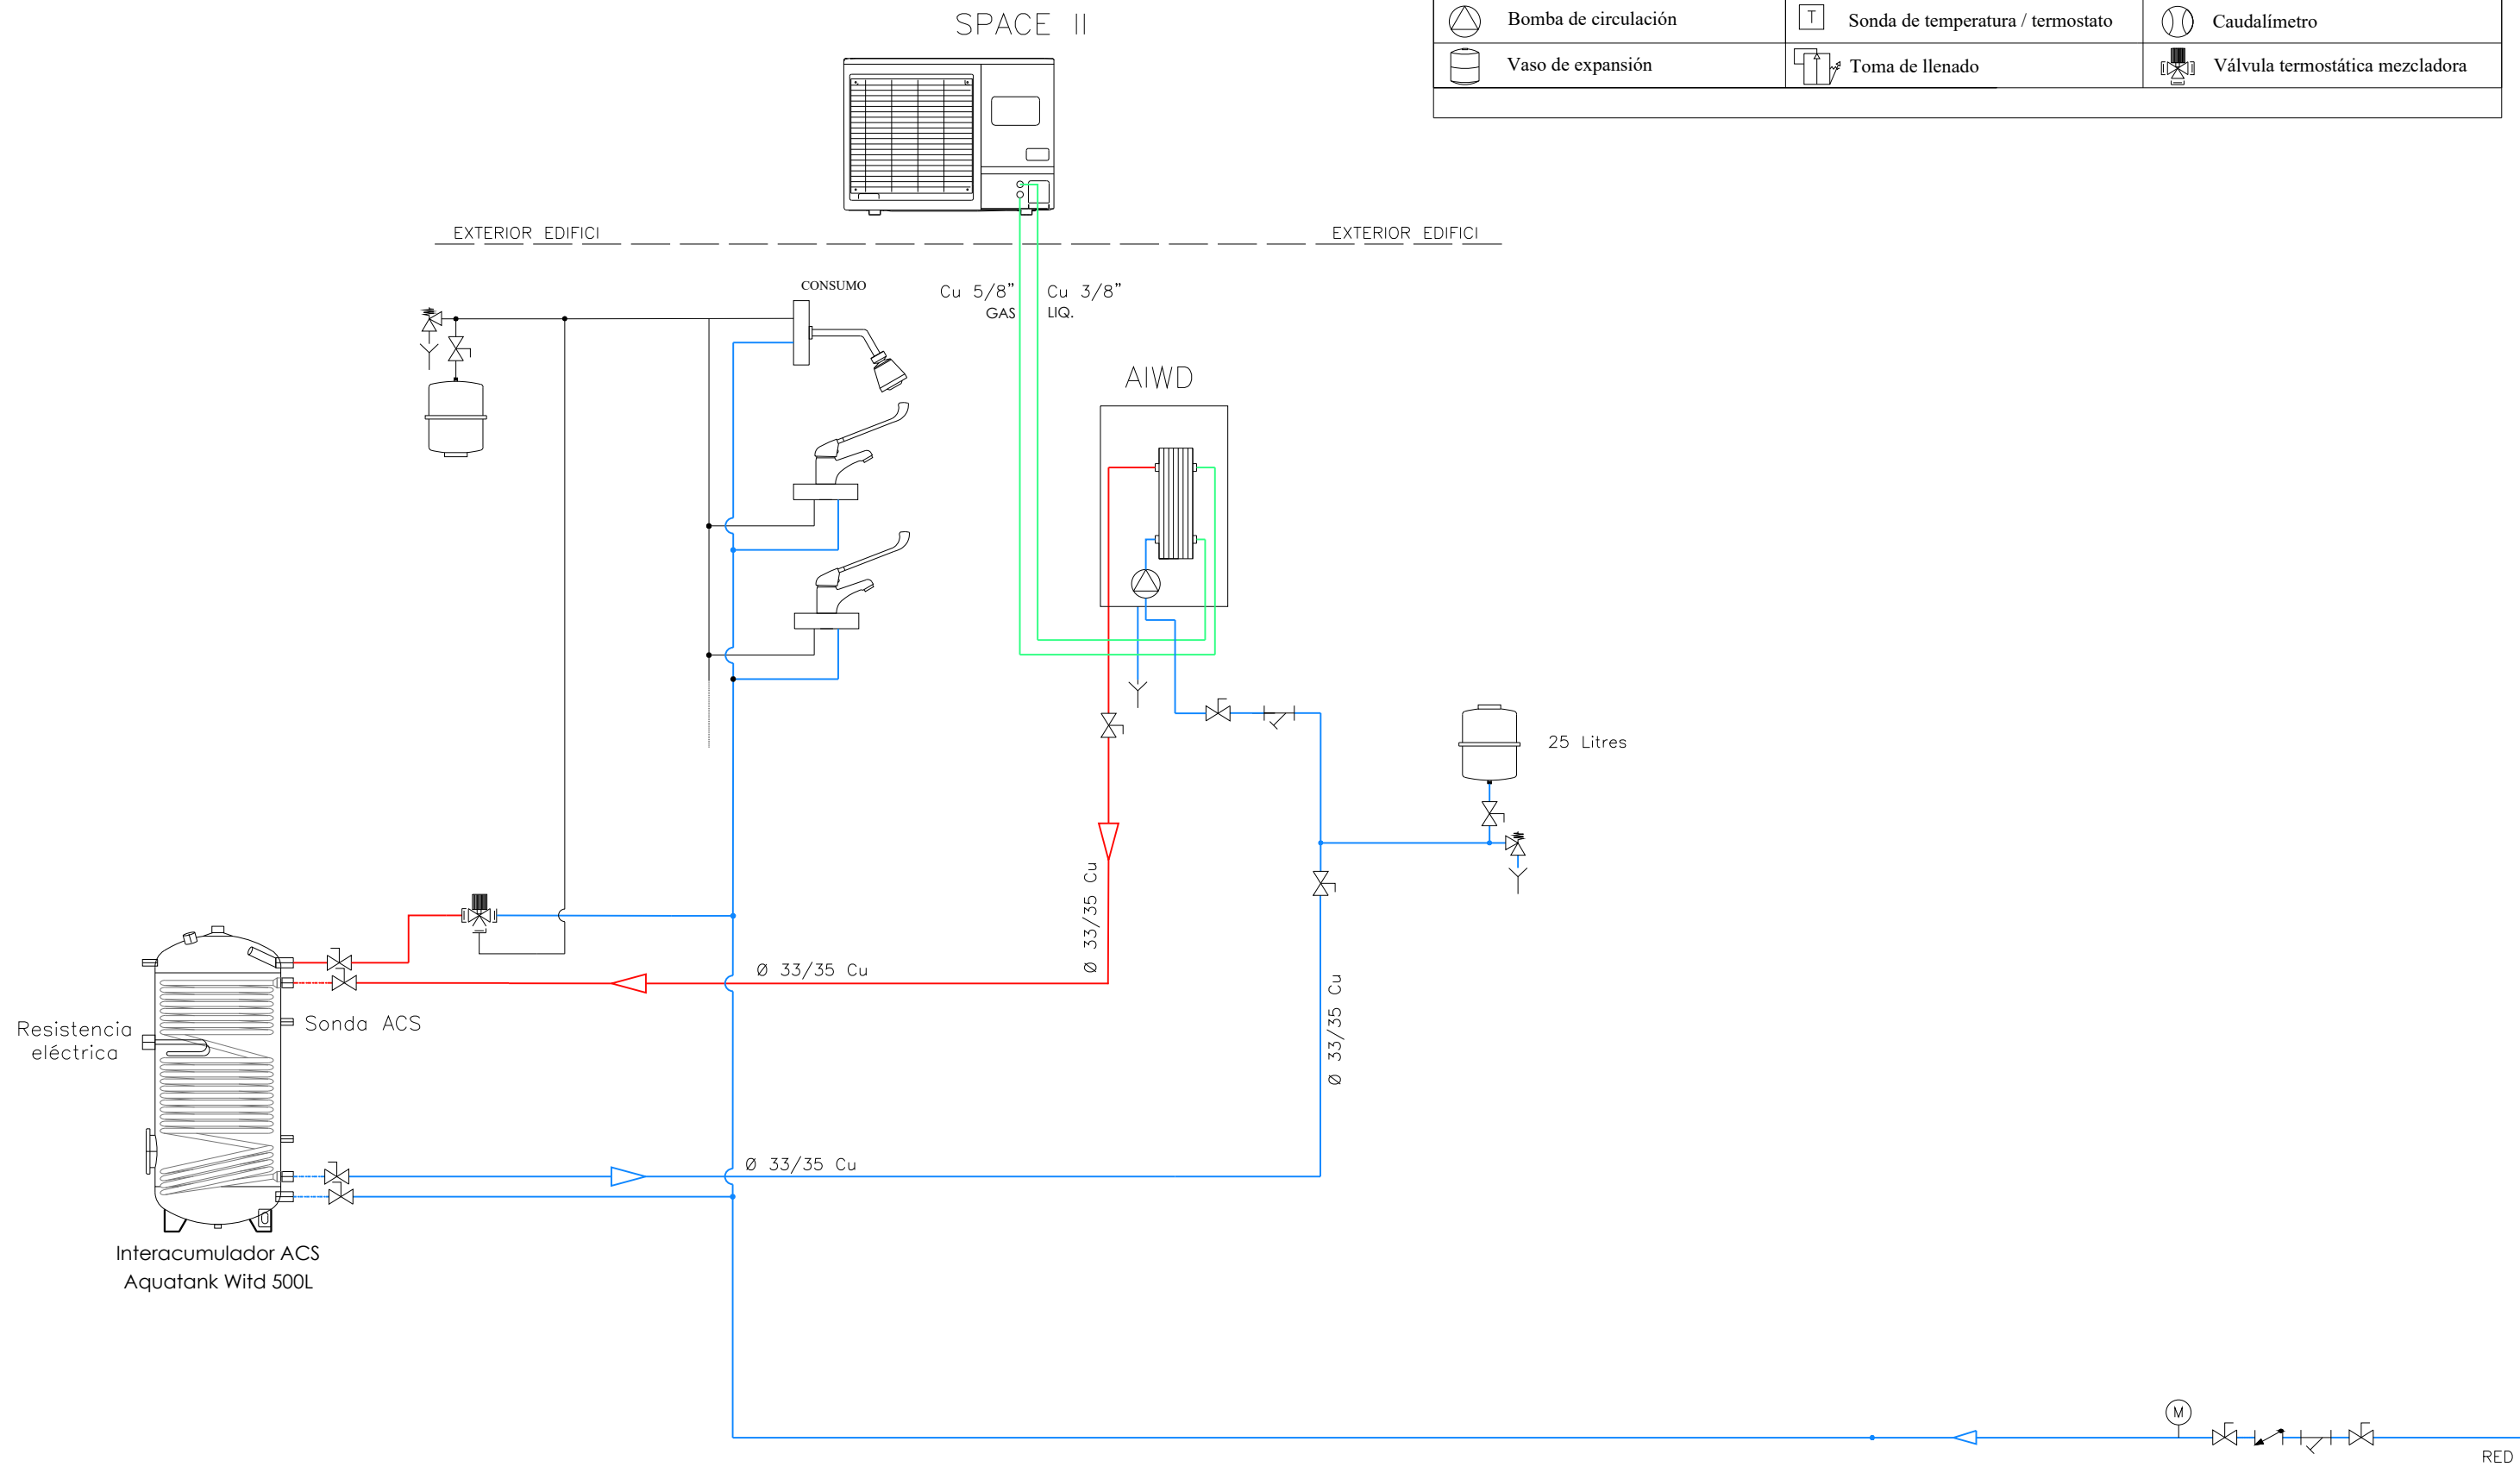 SPACE II
Bomba de circulación
T
Sonda de temperatura / termostato
Caudalímetro
Vaso de expansión
Toma de llenado
Válvula termostática mezcladora
EXTERIOR EDIFICI
EXTERIOR EDIFICI
CONSUMO
Cu 5/8"
GAS
Cu 3/8"
LIQ.
AIWD
25 Litres
Ø 33/35 Cu
Ø 33/35 Cu
Ø 33/35 Cu
Resistencia
eléctrica
Sonda ACS
Ø 33/35 Cu
Interacumulador ACS
Aquatank Witd 500L
M
RED